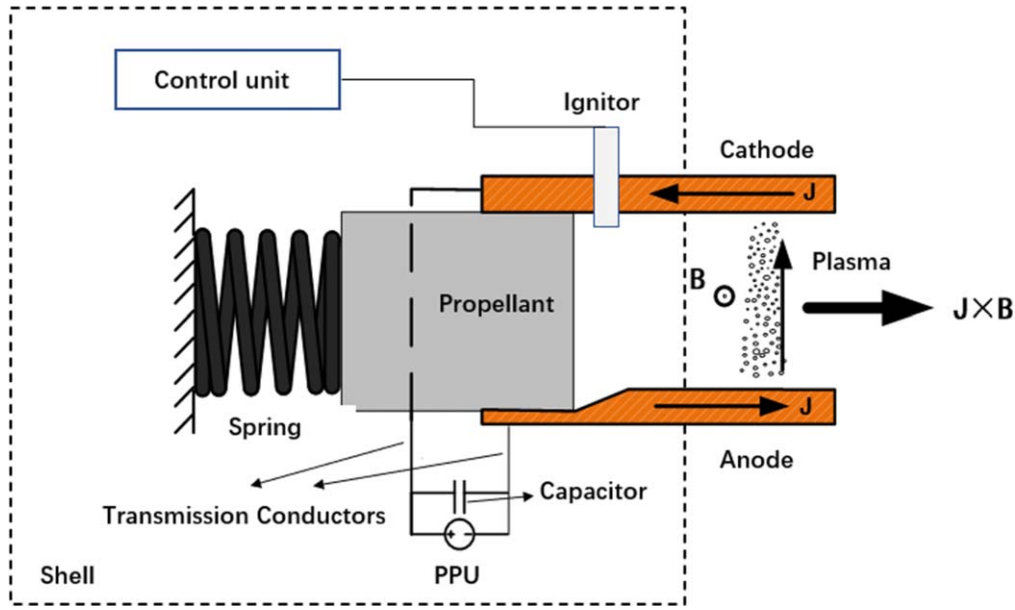 Control unit
Ignitor
Cathode
J
B
Plasma
J×B
Propellant
Spring
J
Anode
Capacitor
Transmission Conductors
+ -
Shell
PPU